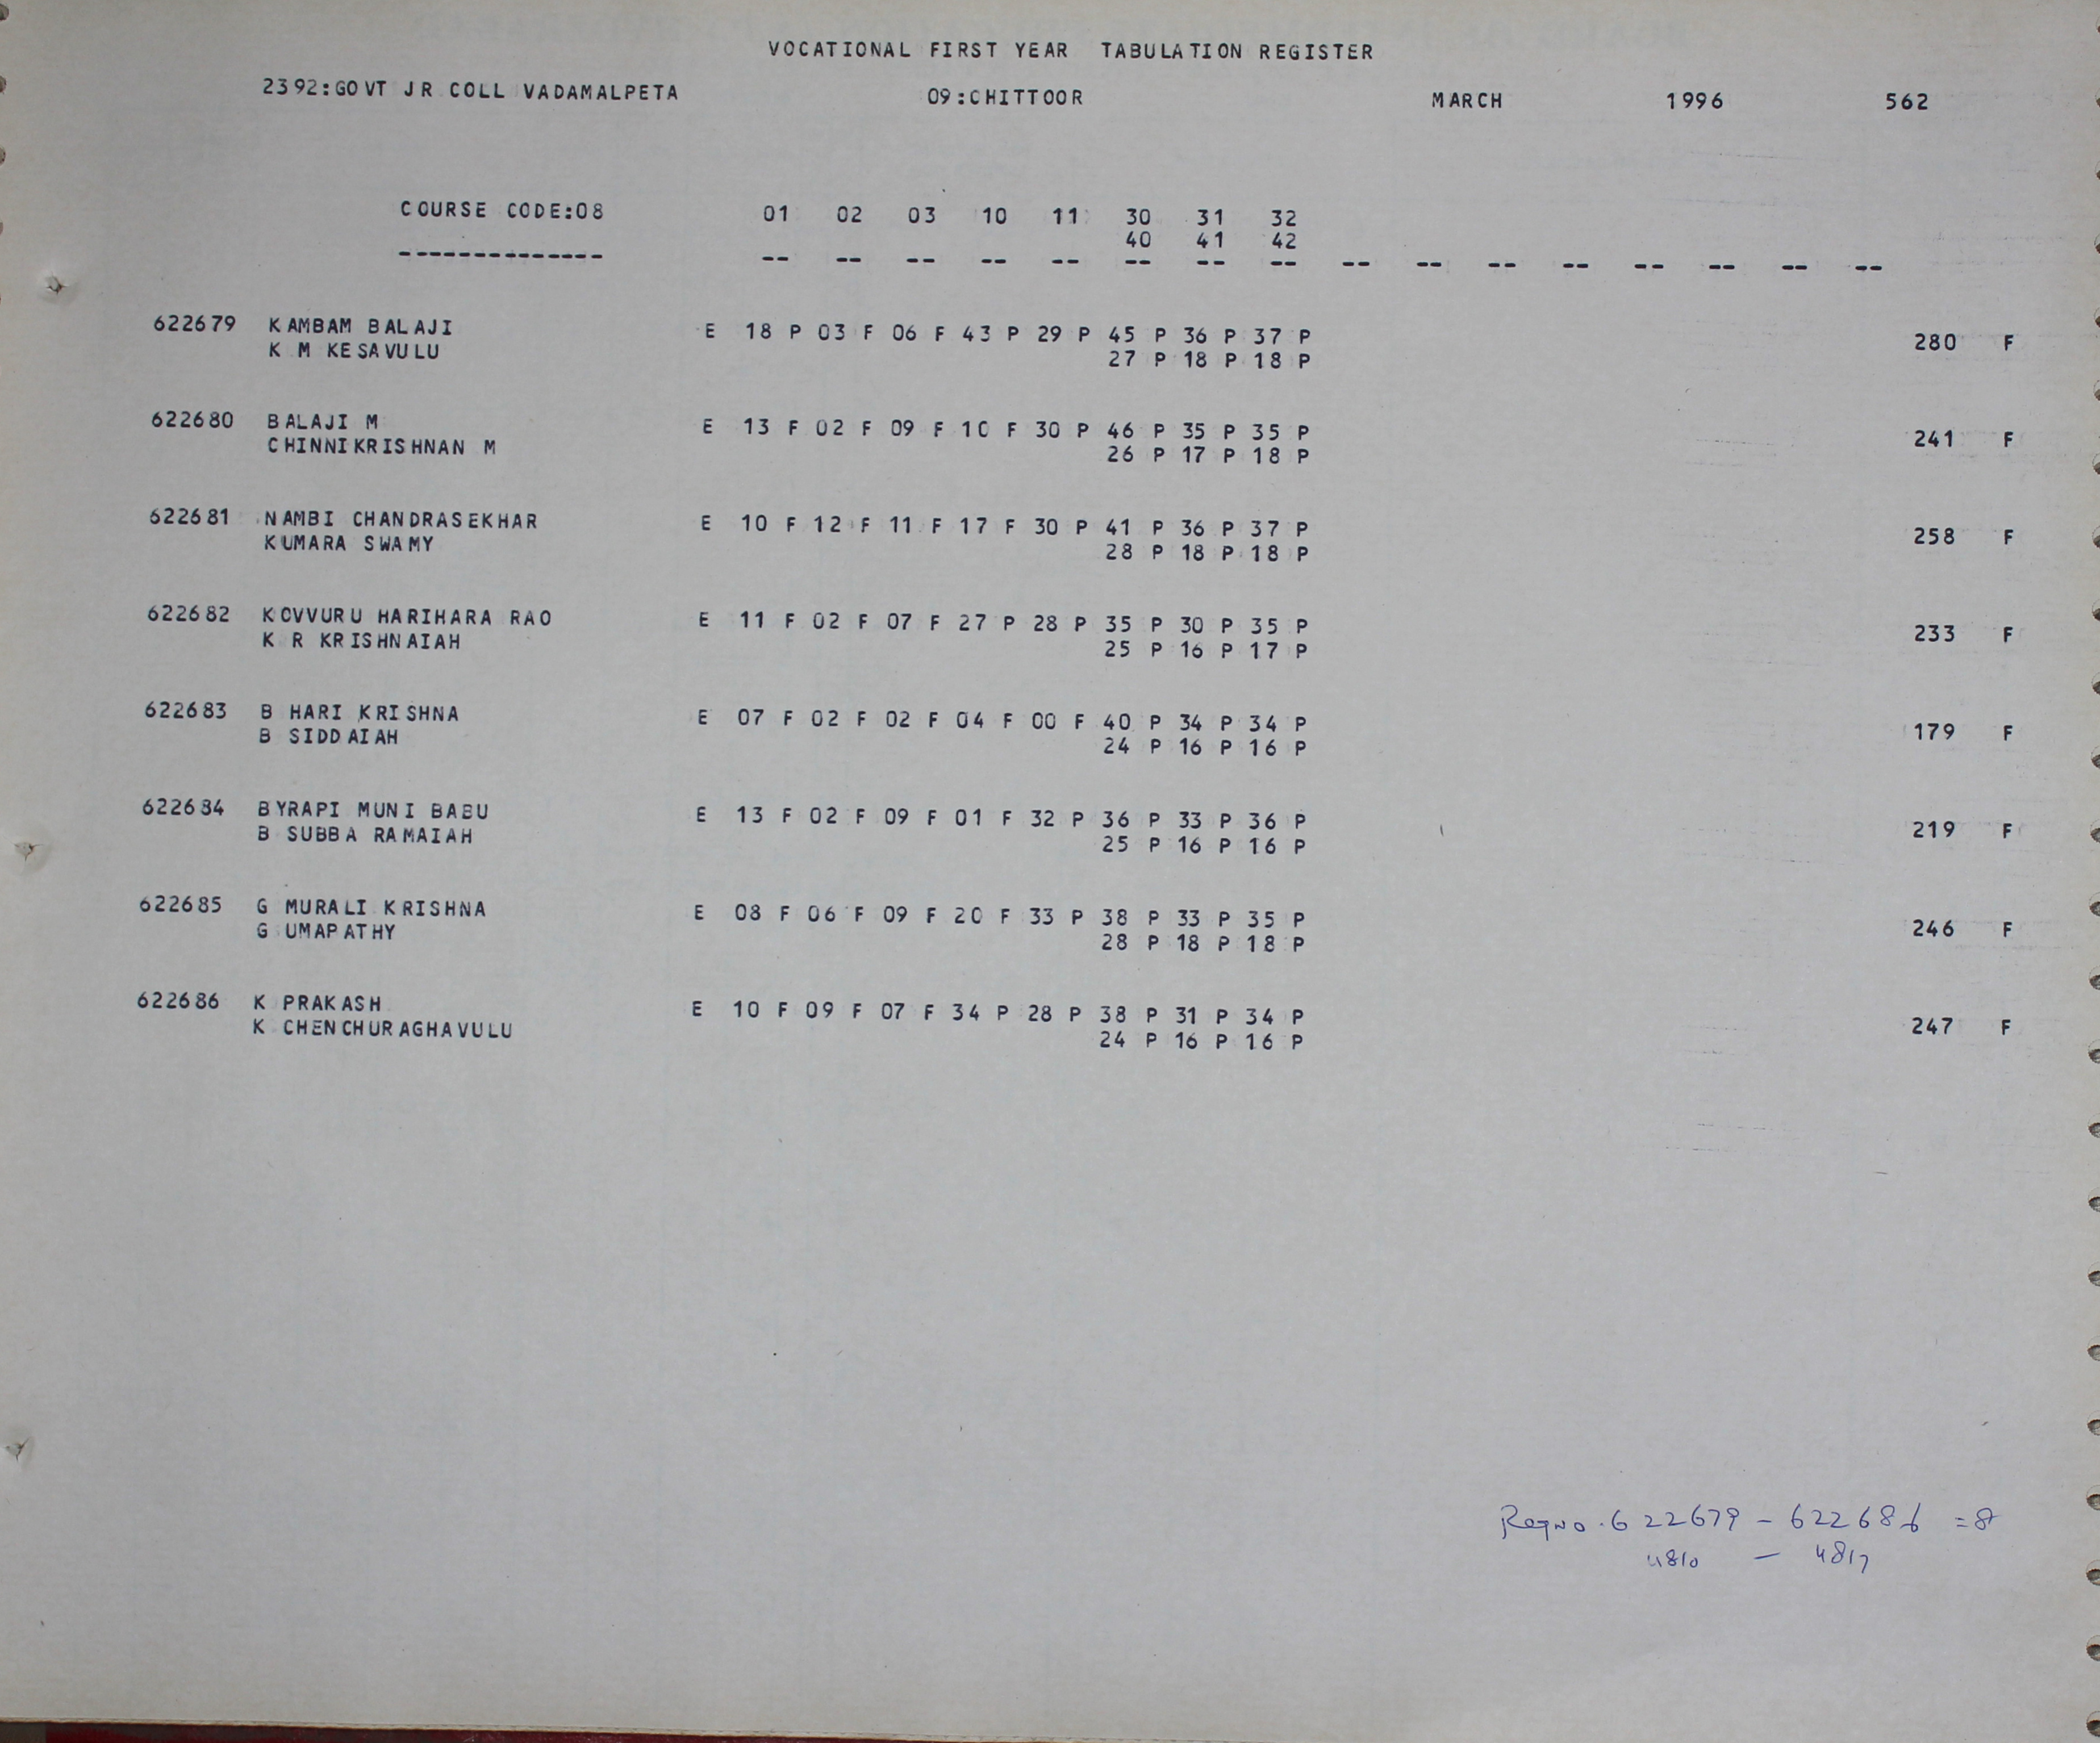 VOCATIONAL FIRST YEAR TABULATION REGISTER
2392:GOVT JR COLL VADAMALPETA 09:CHITTOOR MARCH 1996 562
COURSE CODE:08 01 02 03 10 11 30 31 32
40 41 42
-------------- -- -- -- -- -- -- -- -- -- -- -- -- -- -- -- --
622679 KAMBAM BALAJI E 18 P 03 F 06 F 43 P 29 P 45 P 36 P 37 P 280 F
K M KESAVULU 27 P 18 P 18 P
622680 BALAJI M E 13 F 02 F 09 F 10 F 30 P 46 P 35 P 35 P 241 F
CHINNIKRISHNAN M 26 P 17 P 18 P
622681 NAMBI CHANDRASEKHAR E 10 F 12 F 11 F 17 F 30 P 41 P 36 P 37 P 258 F
KUMARA SWAMY 28 P 18 P 18 P
622682 KOVVURU HARIHARA RAO E 11 F 02 F 07 F 27 P 28 P 35 P 30 P 35 P 233 F
K R KRISHNAIAH 25 P 16 P 17 P
622683 B HARI KRISHNA E 07 F 02 F 02 F 04 F 00 F 40 P 34 P 34 P 179 F
B SIDDAIAH 24 P 16 P 16 P
622684 BYRAPI MUNI BABU E 13 F 02 F 09 F 01 F 32 P 36 P 33 P 36 P 219 F
B SUBBA RAMAIAH 25 P 16 P 16 P
622685 G MURALI KRISHNA E 08 F 06 F 09 F 20 F 33 P 38 P 33 P 35 P 246 F
G UMAPATHY 28 P 18 P 18 P
622686 K PRAKASH E 10 F 09 F 07 F 34 P 28 P 38 P 31 P 34 P 247 F
K CHENCHURAGHAVULU 24 P 16 P 16 P
Regno. 622679 - 622686 = 8
4810 - 4817